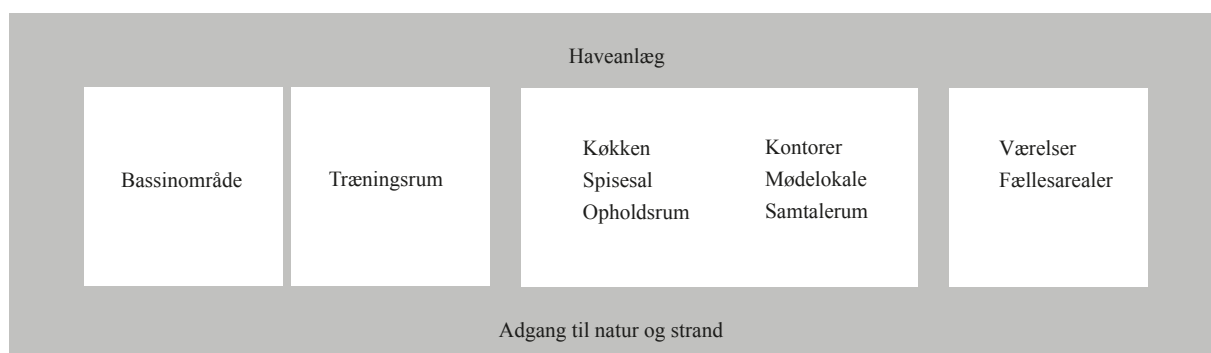 Haveanlæg
Bassinområde
Træningsrum
Køkken
Spisesal
Opholdsrum
Kontorer
Mødelokale
Samtalerum
Værelser
Fællesarealer
Adgang til natur og strand